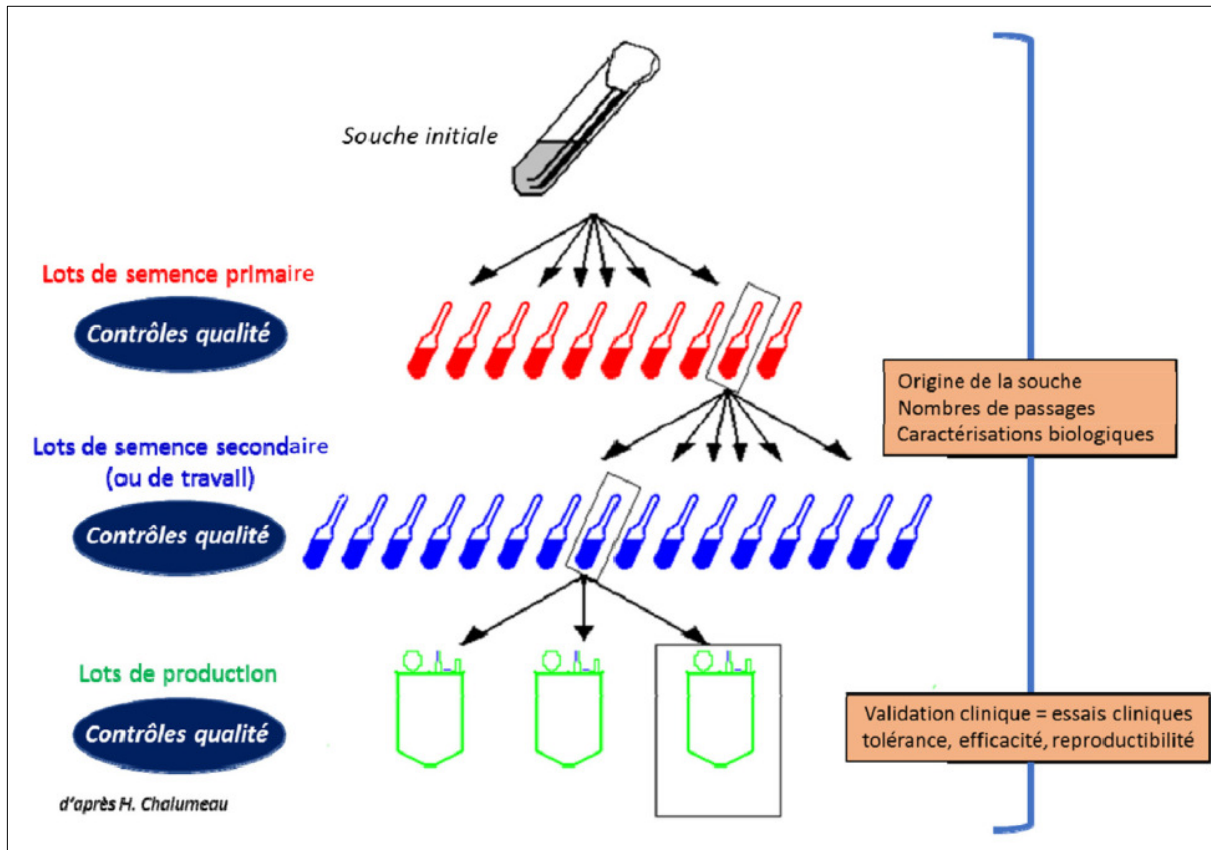 Souche initiale
Lots de semence primaire
Contrôles qualité
Origine de la souche
Nombres de passages
Caractérisations biologiques
Lots de semence secondaire
(ou de travail)
Contrôles qualité
Lots de production
Contrôles qualité
Validation clinique = essais cliniques
tolérance, efficacité, reproductibilité
d'après H. Chalumeau